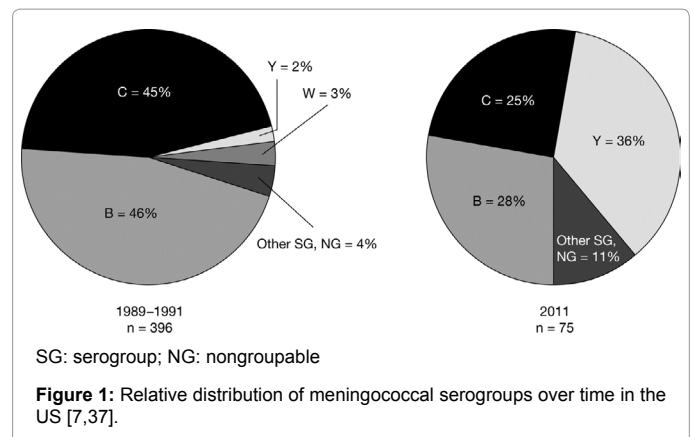 C = 45%
Y = 2%
W = 3%
B = 46%
Other SG, NG = 4%
1989–1991
n = 396
C = 25%
Y = 36%
B = 28%
Other SG,
NG = 11%
2011
n = 75
SG: serogroup; NG: nongroupable
Figure 1: Relative distribution of meningococcal serogroups over time in the
US [7,37].